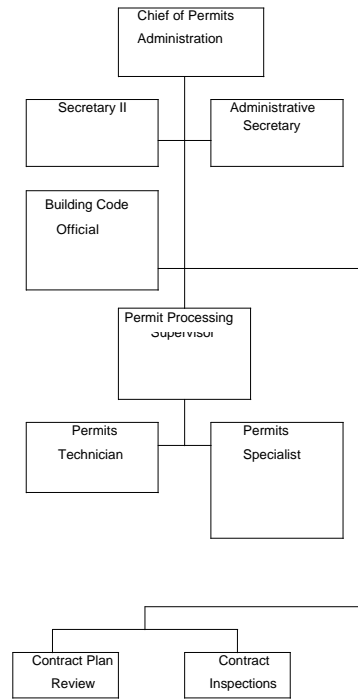 Chief of Permits
Administration
Secretary II
Administrative
Secretary
Building Code
Official
Permit Processing
Supervisor
Permits
Technician
Permits
Specialist
Contract Plan
Review
Contract
Inspections